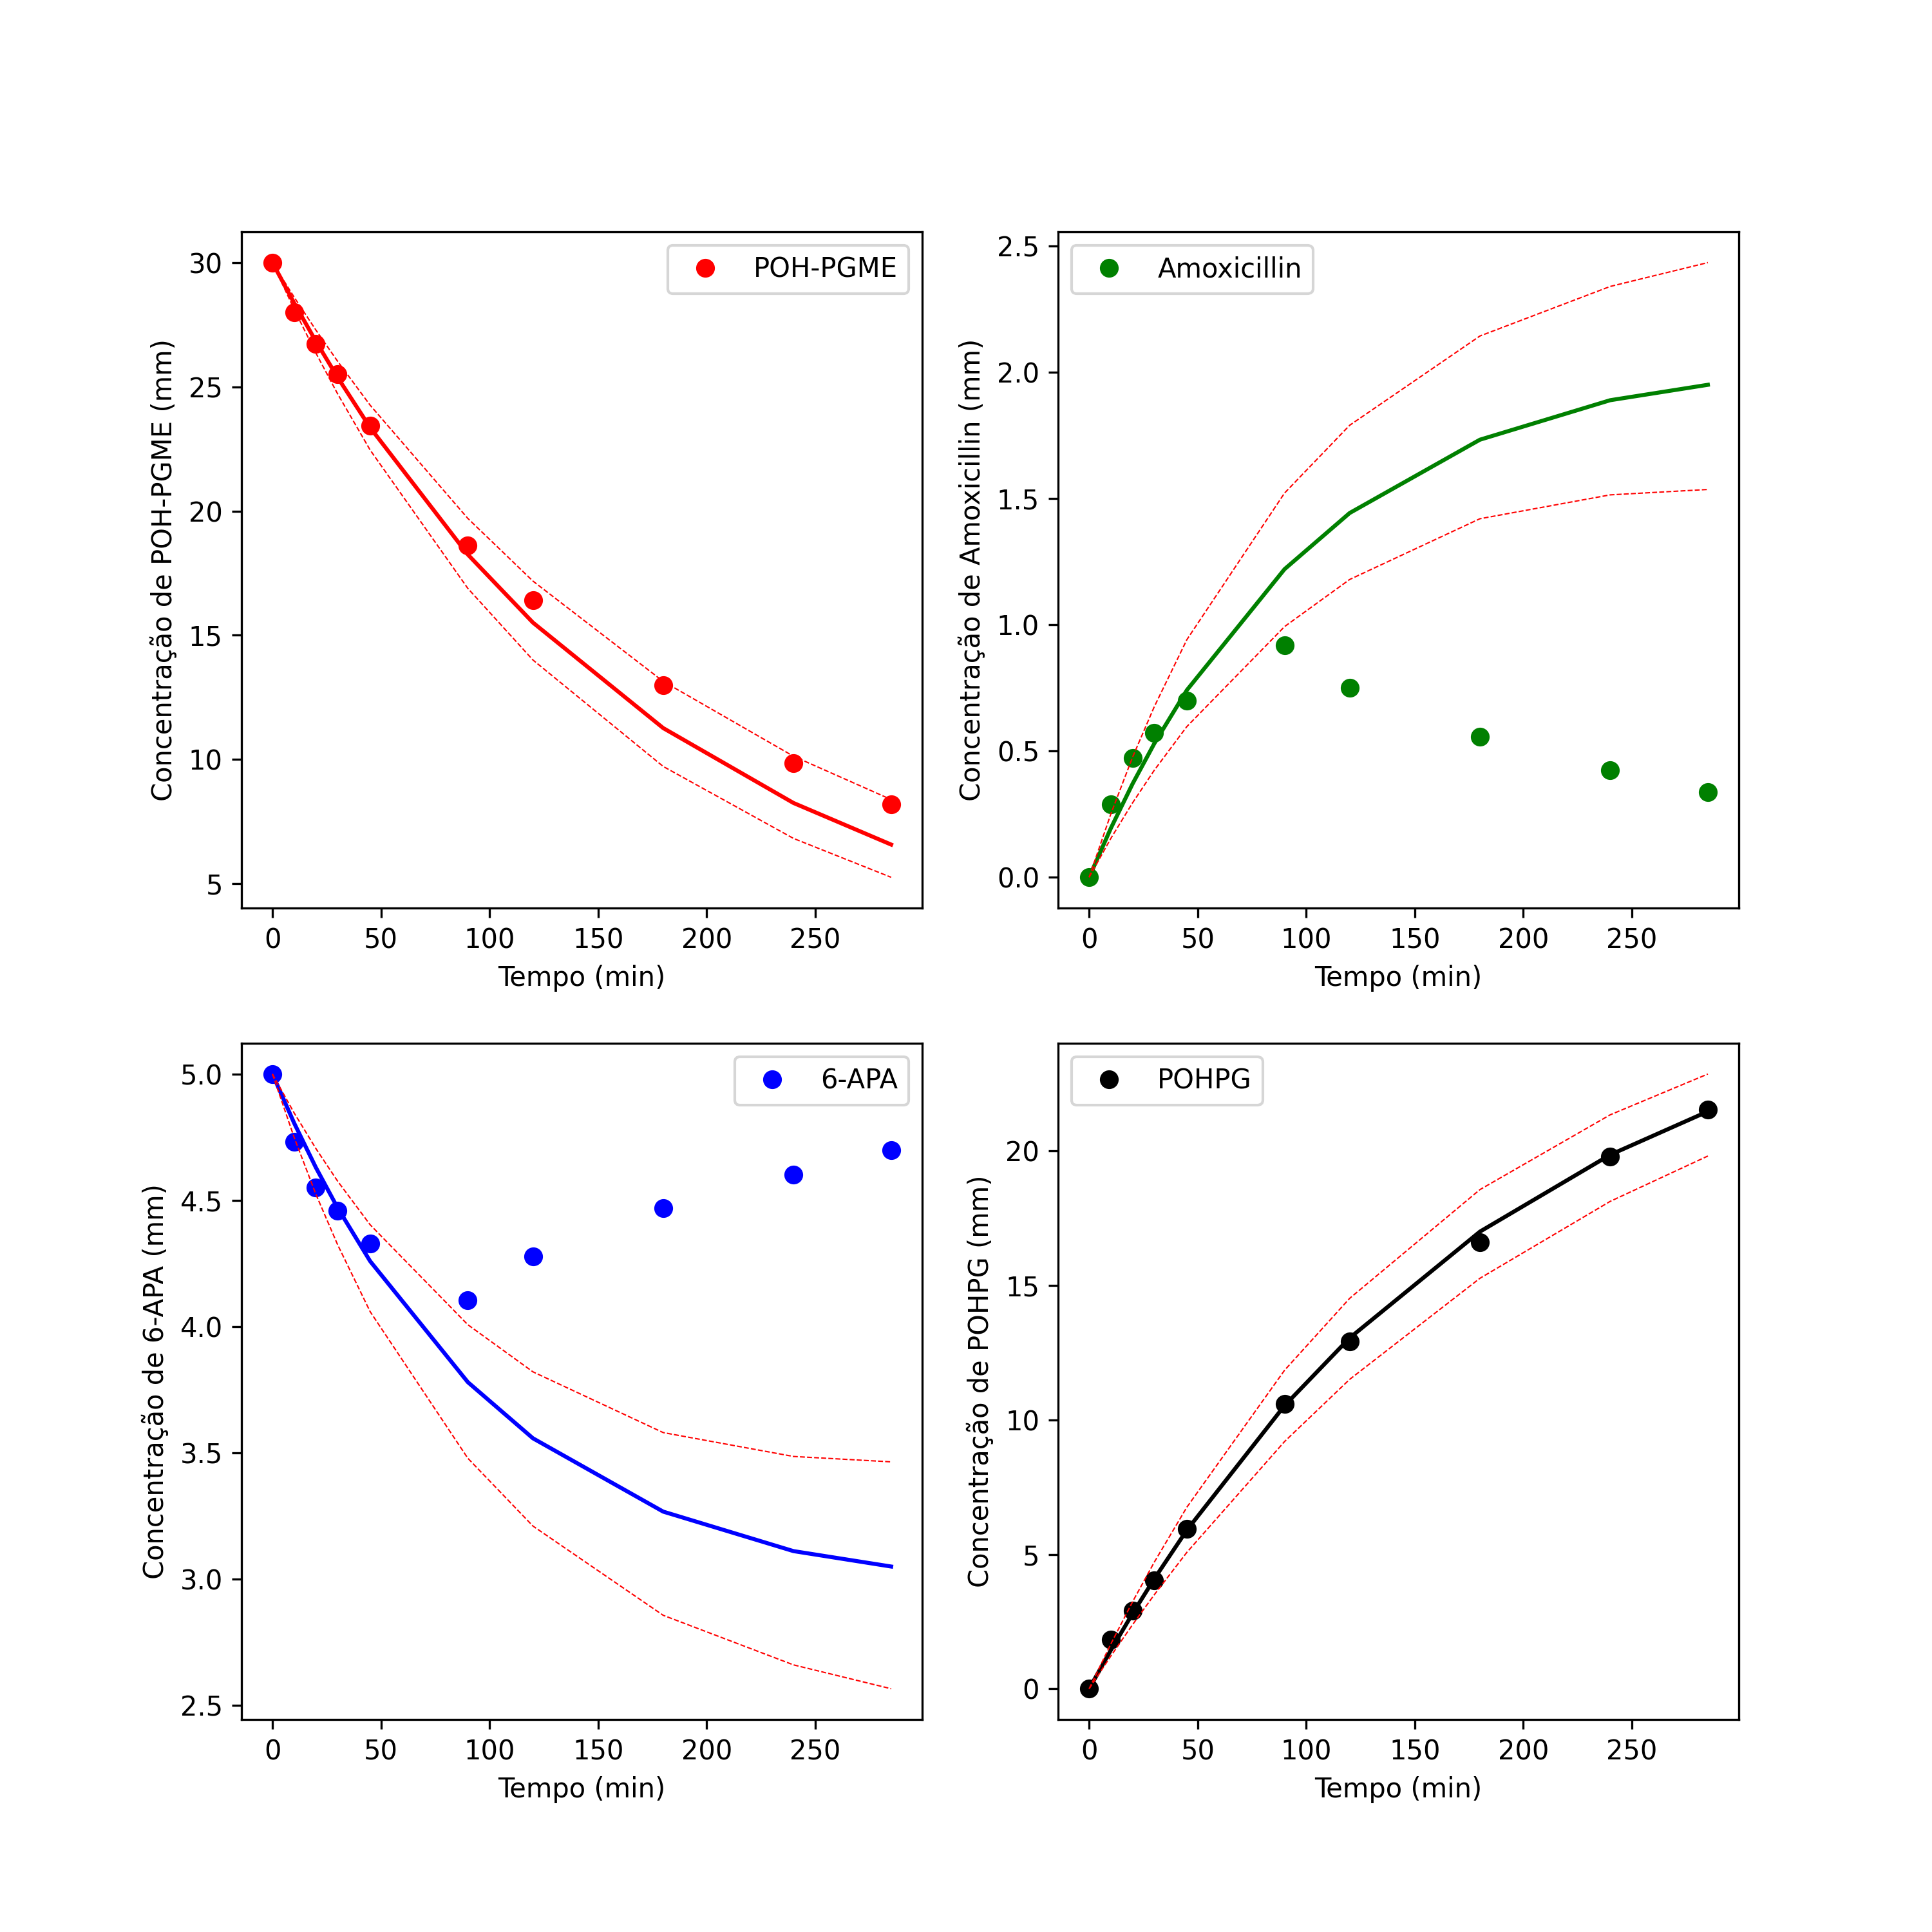 POH-PGME
Concentração de POH-PGME (mm)
30
25
20
15
10
5
0 50 100 150 200 250
Tempo (min)
Amoxicillin
Concentração de Amoxicillin (mm)
2.5
2.0
1.5
1.0
0.5
0.0
0 50 100 150 200 250
Tempo (min)
6-APA
Concentração de 6-APA (mm)
5.0
4.5
4.0
3.5
3.0
2.5
0 50 100 150 200 250
Tempo (min)
POHPG
Concentração de POHPG (mm)
20
15
10
5
0
0 50 100 150 200 250
Tempo (min)